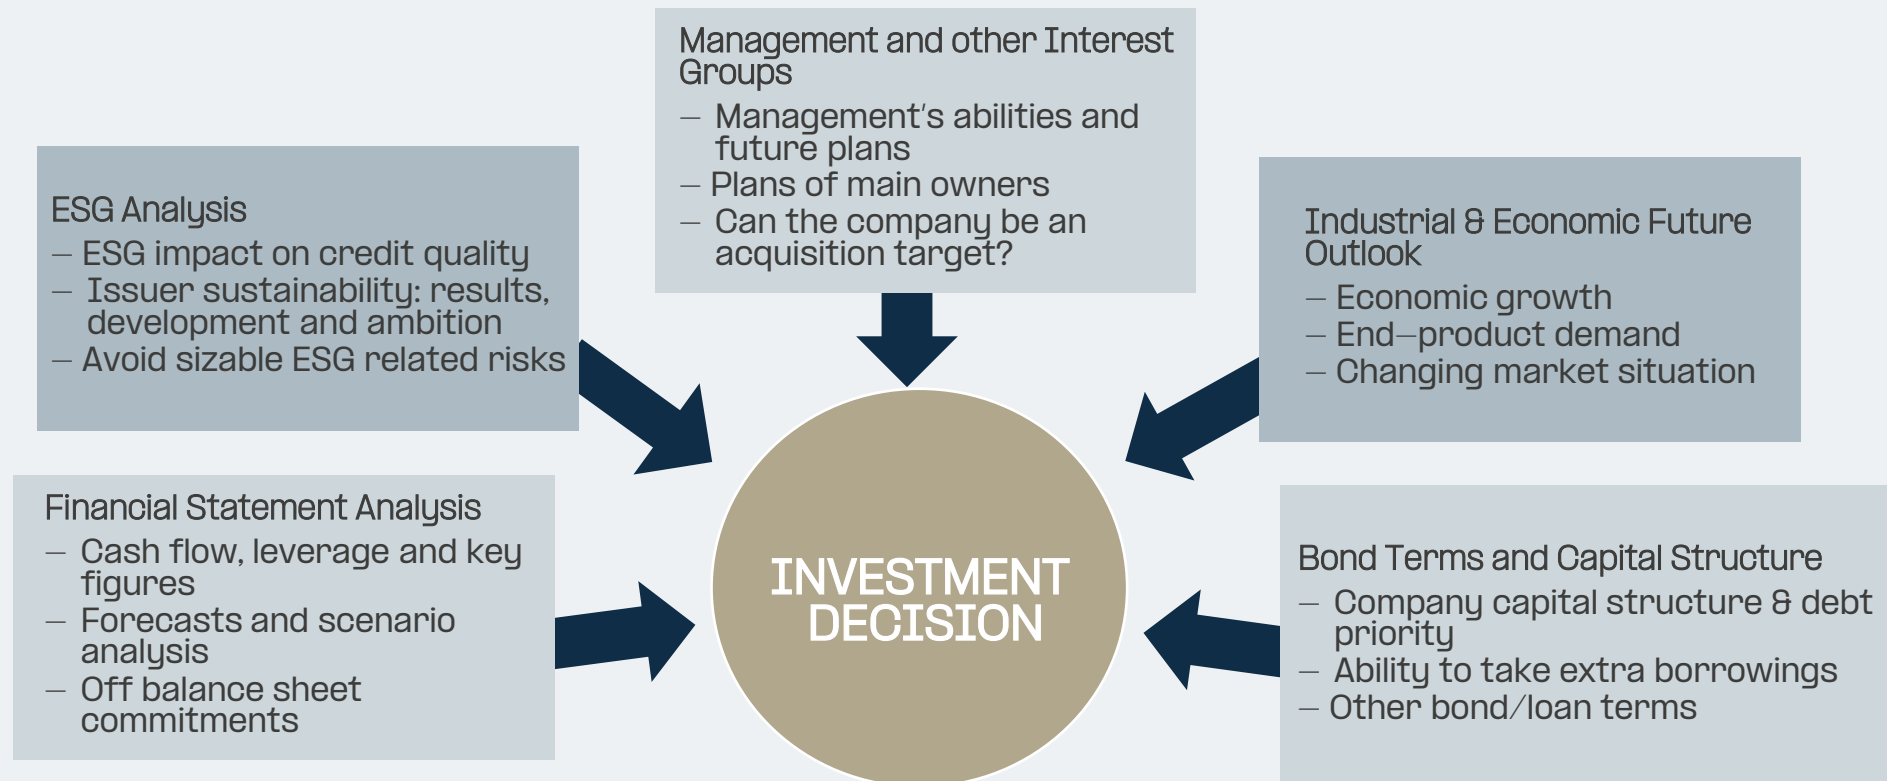 Management and other Interest
Groups
– Management's abilities and
future plans
– Plans of main owners
– Can the company be an
acquisition target?
ESG Analysis
– ESG impact on credit quality
– Issuer sustainability: results,
development and ambition
– Avoid sizable ESG related risks
Industrial & Economic Future
Outlook
– Economic growth
– End–product demand
– Changing market situation
Financial Statement Analysis
– Cash flow, leverage and key
figures
– Forecasts and scenario
analysis
– Off balance sheet
commitments
INVESTMENT
DECISION
Bond Terms and Capital Structure
– Company capital structure & debt
priority
– Ability to take extra borrowings
– Other bond/loan terms